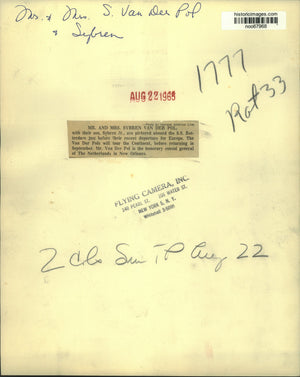 historicimages.com
noo67968
Mr. & Mrs. S. Van Der Pol
& Sybren
1777
Rot 33
AUG 22 1965
MR. AND MRS. SYBREN VAN DER POL,
with their son, Sybren Jr., are pictured aboard the S.S. Rot-
terdam just before their recent departure for Europe. The
Van Der Pols will tour the Continent, before returning in
September. Mr. Van Der Pol is the honorary consul general
of The Netherlands in New Orleans.
FLYING CAMERA, INC.
NEW YORK 5, N. Y.
2 Cols Sun TP Aug 22